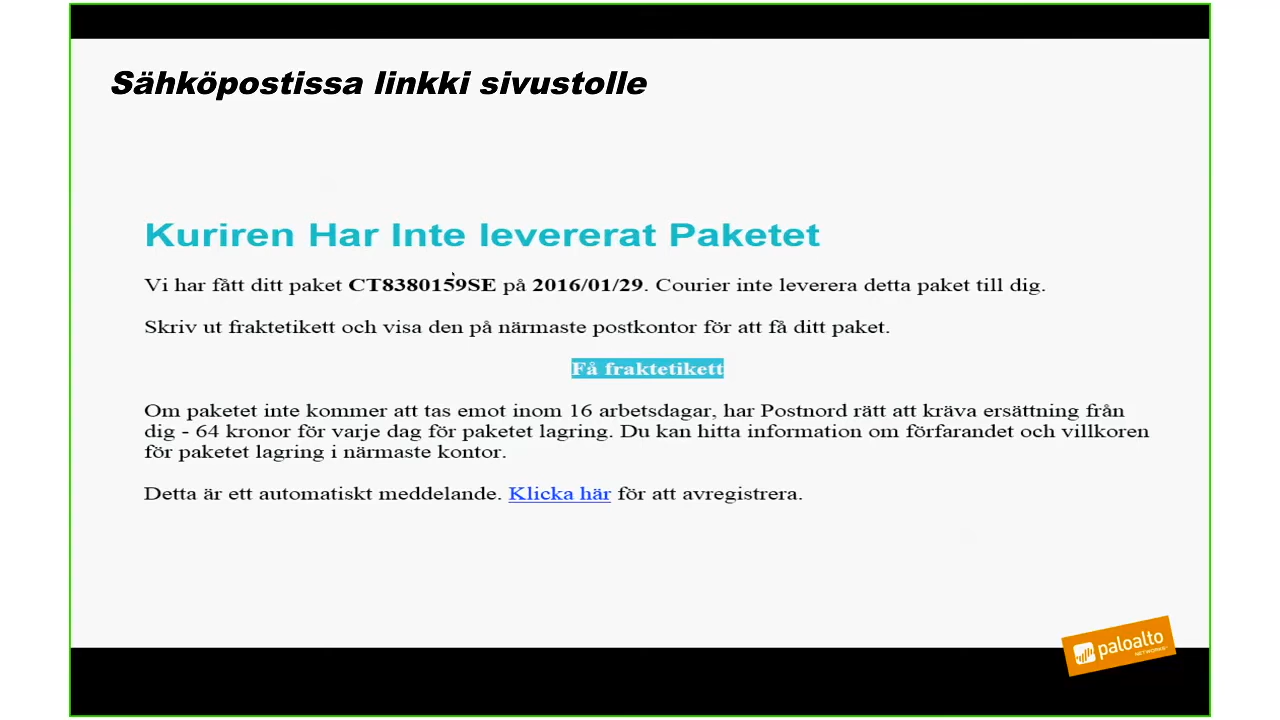 Sähköpostissa linkki sivustolle
Kuriren Har Inte levererat Paketet
Vi har fått ditt paket CT8380159SE på 2016/01/29. Courier inte leverera detta paket till dig.
Skriv ut fraktetikett och visa den på närmaste postkontor för att få ditt paket.
Få fraktetikett
Om paketet inte kommer att tas emot inom 16 arbetsdagar, har Postnord rätt att kräva ersättning från
dig - 64 kronor för varje dag för paketet lagring. Du kan hitta information om förfarandet och villkoren
för paketet lagring i närmaste kontor.
Detta är ett automatiskt meddelande. Klicka här för att avregistrera.
paloalto
NETWORKS